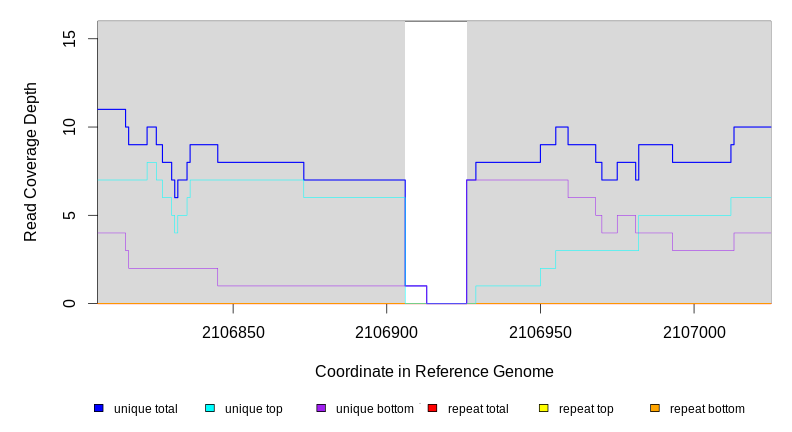 15
10
5
0
Read Coverage Depth
2106850 2106900 2106950 2107000
Coordinate in Reference Genome
unique total unique top unique bottom repeat total repeat top repeat bottom